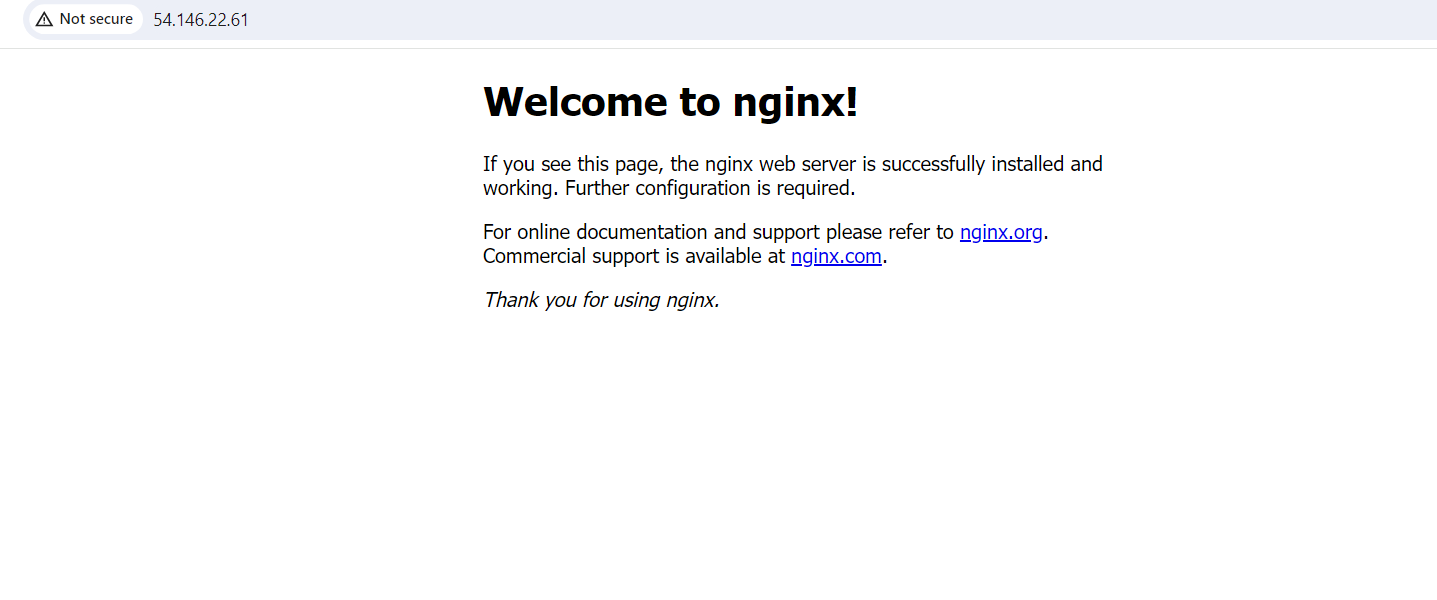 Not secure 54.146.22.61
Welcome to nginx!
If you see this page, the nginx web server is successfully installed and
working. Further configuration is required.
For online documentation and support please refer to nginx.org.
Commercial support is available at nginx.com.
Thank you for using nginx.